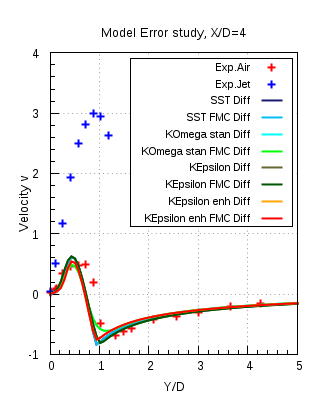 Model Error study, X/D=4
4
3
2
1
0
-1
Velocity v
Exp.Air
Exp.Jet
SST Diff
SST FMC Diff
KOmega stan Diff
KOmega stan FMC Diff
KEpsilon Diff
KEpsilon FMC Diff
KEpsilon enh Diff
KEpsilon enh FMC Diff
0 1 2 3 4 5
Y/D